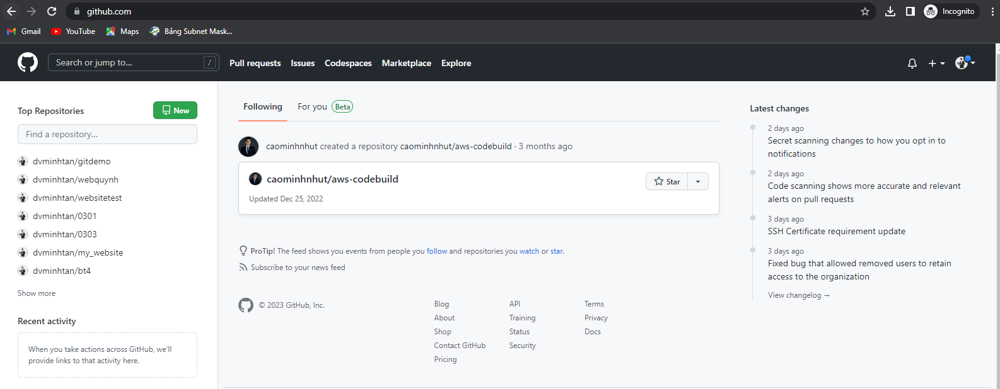 github.com
Incognito
Gmail
YouTube
Maps
Bảng Subnet Mask...
Search or jump to...
/
Pull requests
Issues
Codespaces
Marketplace
Explore
Top Repositories
New
Find a repository...
dvminhtan/gitdemo
dvminhtan/webquynh
dvminhtan/websitetest
dvminhtan/0301
dvminhtan/0303
dvminhtan/my_website
dvminhtan/bt4
Show more
Recent activity
When you take actions across GitHub, we'll
provide links to that activity here.
Following
For you
Beta
caominhnhut created a repository caominhnhut/aws-codebuild · 3 months ago
caominhnhut/aws-codebuild
Star
Updated Dec 25, 2022
ProTip! The feed shows you events from people you follow and repositories you watch or star.
Subscribe to your news feed
© 2023 GitHub, Inc.
Blog
About
Shop
Contact GitHub
Pricing
API
Training
Status
Security
Terms
Privacy
Docs
Latest changes
2 days ago
Secret scanning changes to how you opt in to
notifications
2 days ago
Code scanning shows more accurate and relevant
alerts on pull requests
3 days ago
SSH Certificate requirement update
3 days ago
Fixed bug that allowed removed users to retain
access to the organization
View changelog →